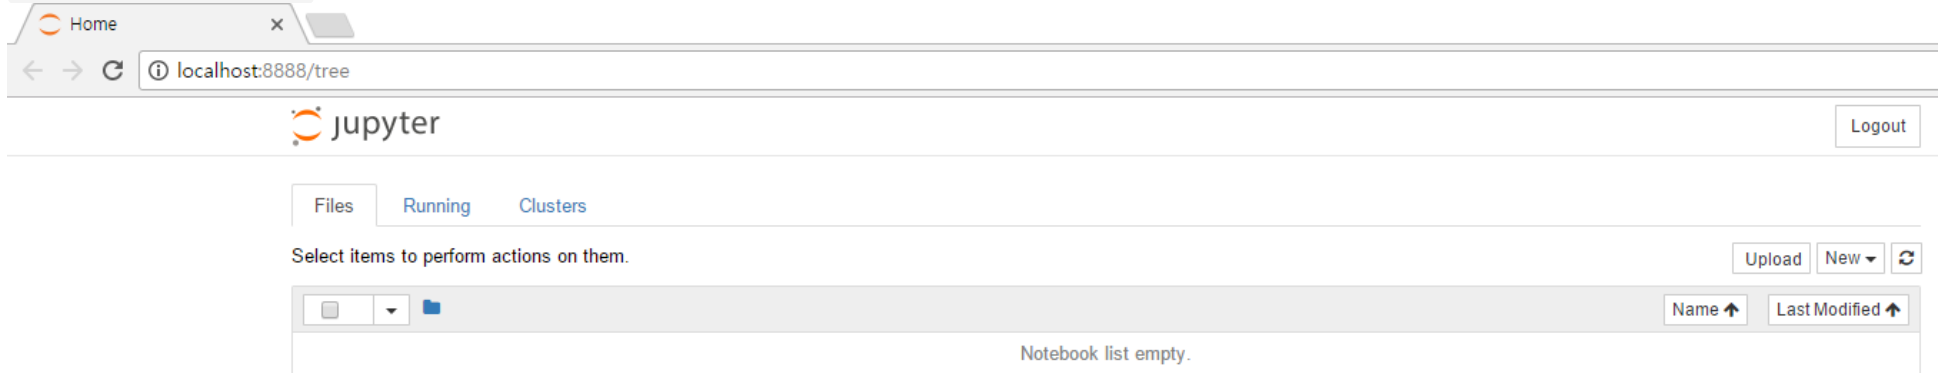 Home
localhost:8888/tree
jupyter
Logout
Files Running Clusters
Select items to perform actions on them.
Upload New
Name Last Modified
Notebook list empty.